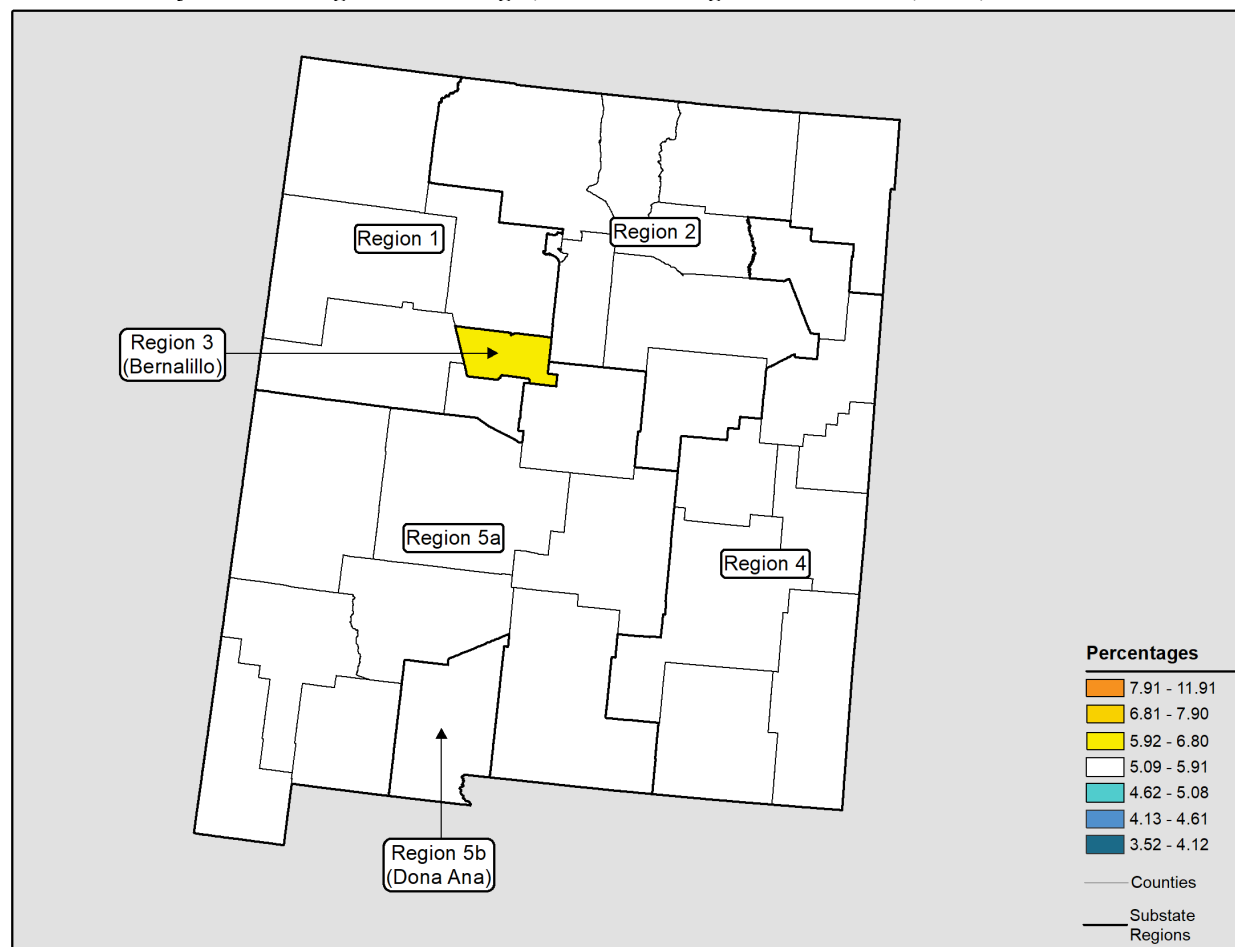 Region 1
Region 2
Region 3
(Bernalillo)
Region 5a
Region 4
Region 5b
(Dona Ana)
Percentages
7.91 - 11.91
6.81 - 7.90
5.92 - 6.80
5.09 - 5.91
4.62 - 5.08
4.13 - 4.61
3.52 - 4.12
Counties
Substate
Regions